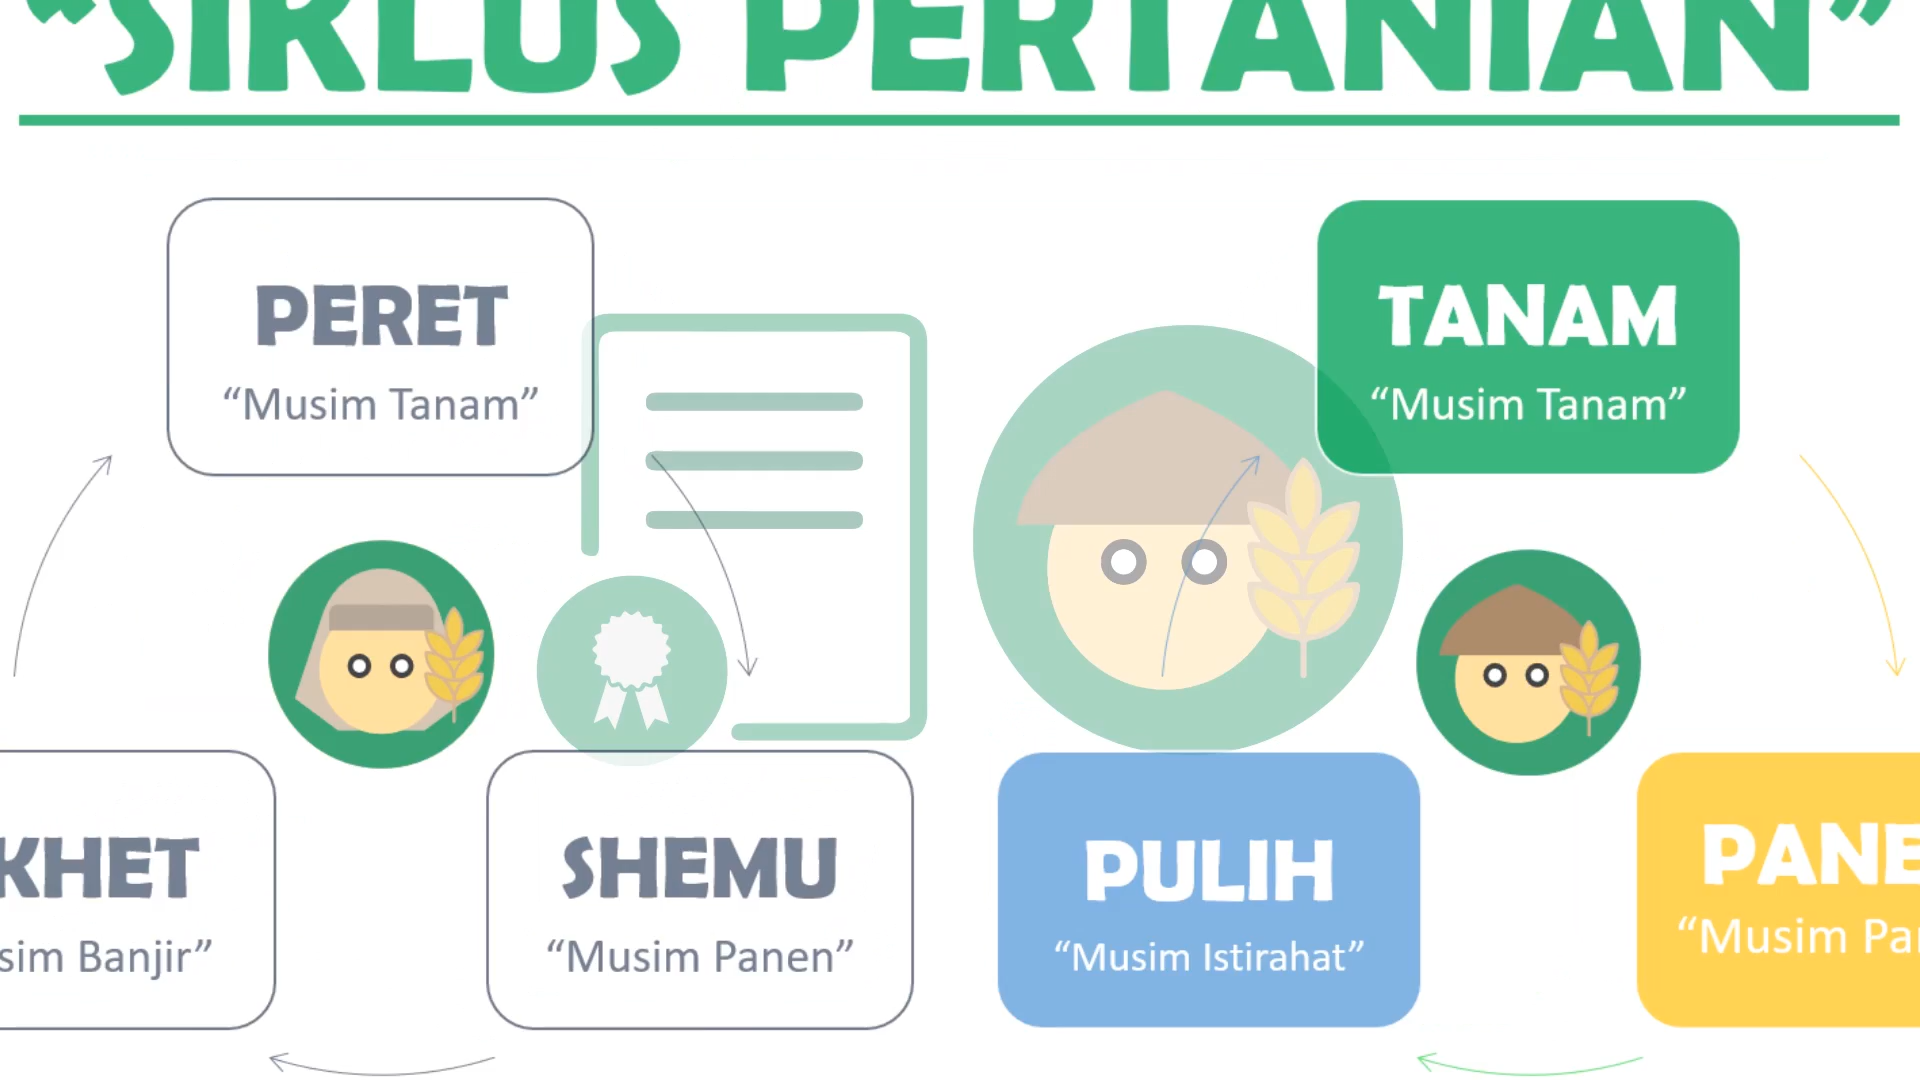 “SIKLUS PERTANIAN”
PERET
“Musim Tanam”
TANAM
“Musim Tanam”
KHET
sim Banjir”
SHEMU
“Musim Panen”
PULIH
“Musim Istirahat”
PANE
“Musim Pa